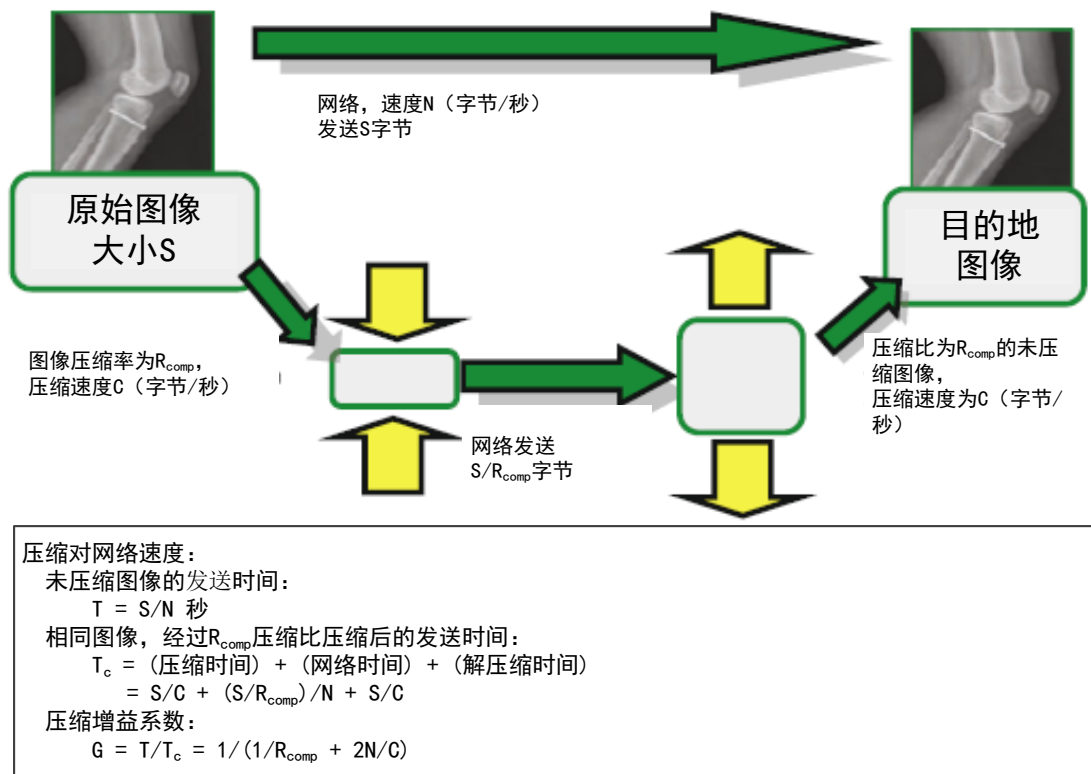 网络，速度N（字节/秒）
发送S字节
原始图像
大小S
目的地
图像
图像压缩率为Rcomp，
压缩速度C（字节/秒）
网络发送
S/Rcomp字节
压缩比为Rcomp的未压
缩图像，
压缩速度为C（字节/
秒）
压缩对网络速度：
未压缩图像的发送时间：
T = S/N 秒
相同图像，经过Rcomp压缩比压缩后的发送时间：
Tc = (压缩时间) + (网络时间) + (解压缩时间)
= S/C + (S/Rcomp)/N + S/C
压缩增益系数：
G = T/Tc = 1/(1/Rcomp + 2N/C)